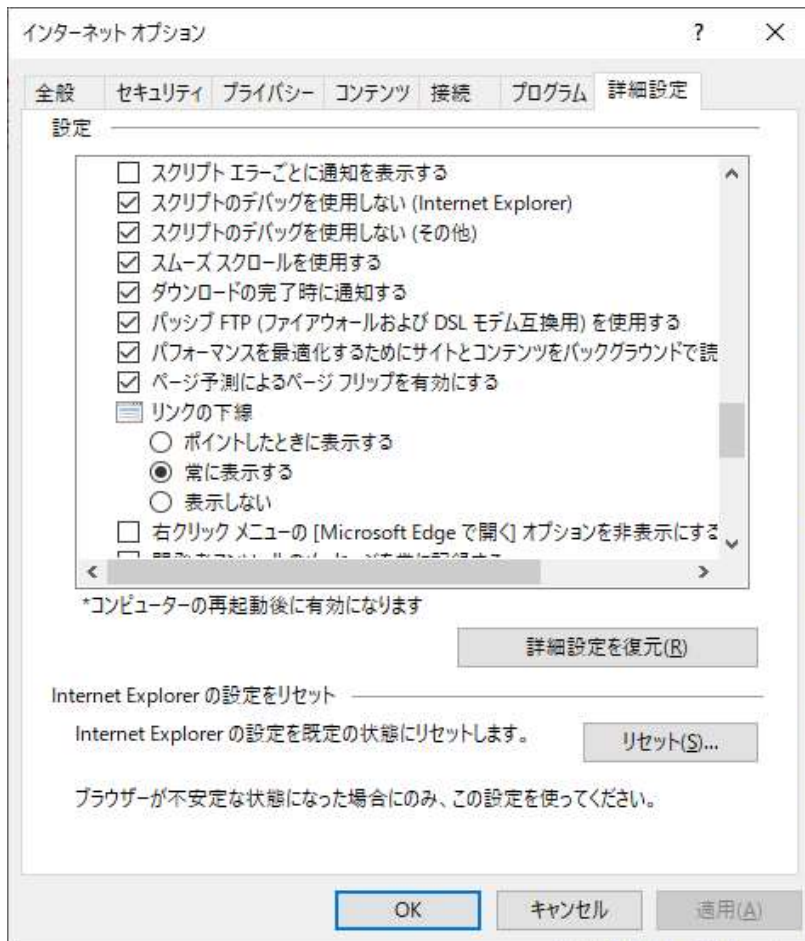 インターネット オプション
全般 セキュリティ プライバシー コンテンツ 接続 プログラム 詳細設定
設定
スクリプト エラーごとに通知を表示する
スクリプトのデバッグを使用しない (Internet Explorer)
スクリプトのデバッグを使用しない (その他)
スムーズ スクロールを使用する
ダウンロードの完了時に通知する
パッシブ FTP (ファイアウォールおよび DSL モデム互換用) を使用する
パフォーマンスを最適化するためにサイトとコンテンツをバックグラウンドで読
ページ予測によるページ フリップを有効にする
リンクの下線
ポイントしたときに表示する
常に表示する
表示しない
右クリック メニューの [Microsoft Edge で開く] オプションを非表示にする
*コンピューターの再起動後に有効になります
詳細設定を復元(R)
Internet Explorer の設定をリセット
Internet Explorer の設定を既定の状態にリセットします。
リセット(S)...
ブラウザーが不安定な状態になった場合にのみ、この設定を使ってください。
OK キャンセル 適用(A)